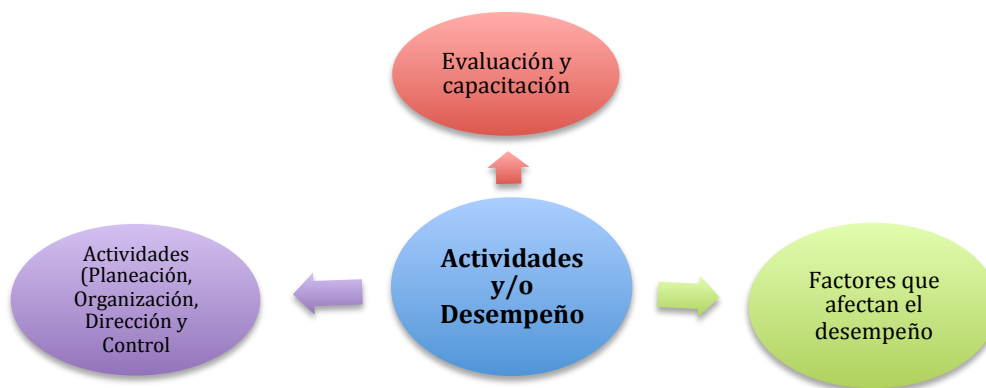 Evaluación y
capacitación
Actividades
(Planeación,
Organización,
Dirección y
Control
Actividades
y/o
Desempeño
Factores que
afectan el
desempeño